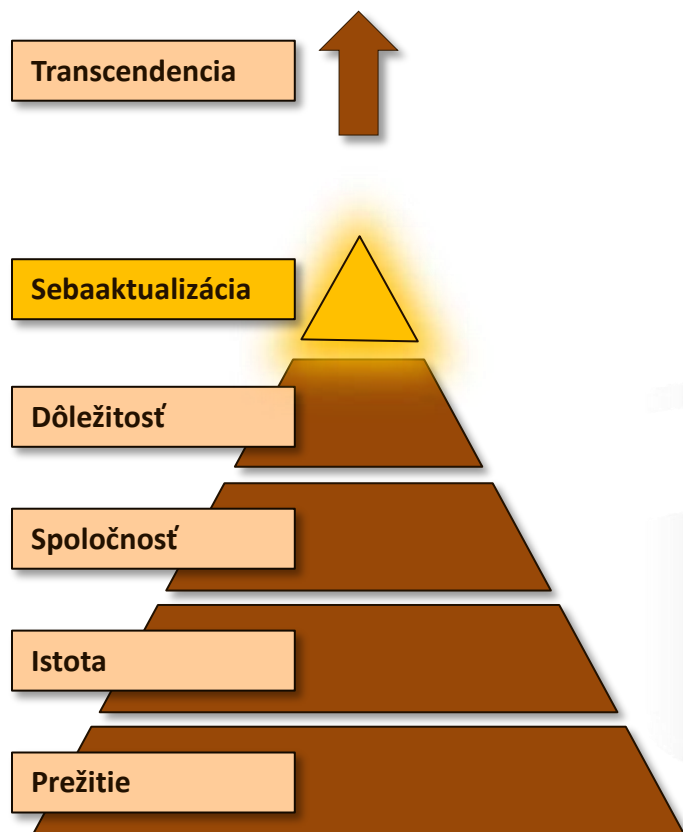 Transcendencia
Sebaaktualizácia
Dôležitosť
Spoločnosť
Istota
Prežitie